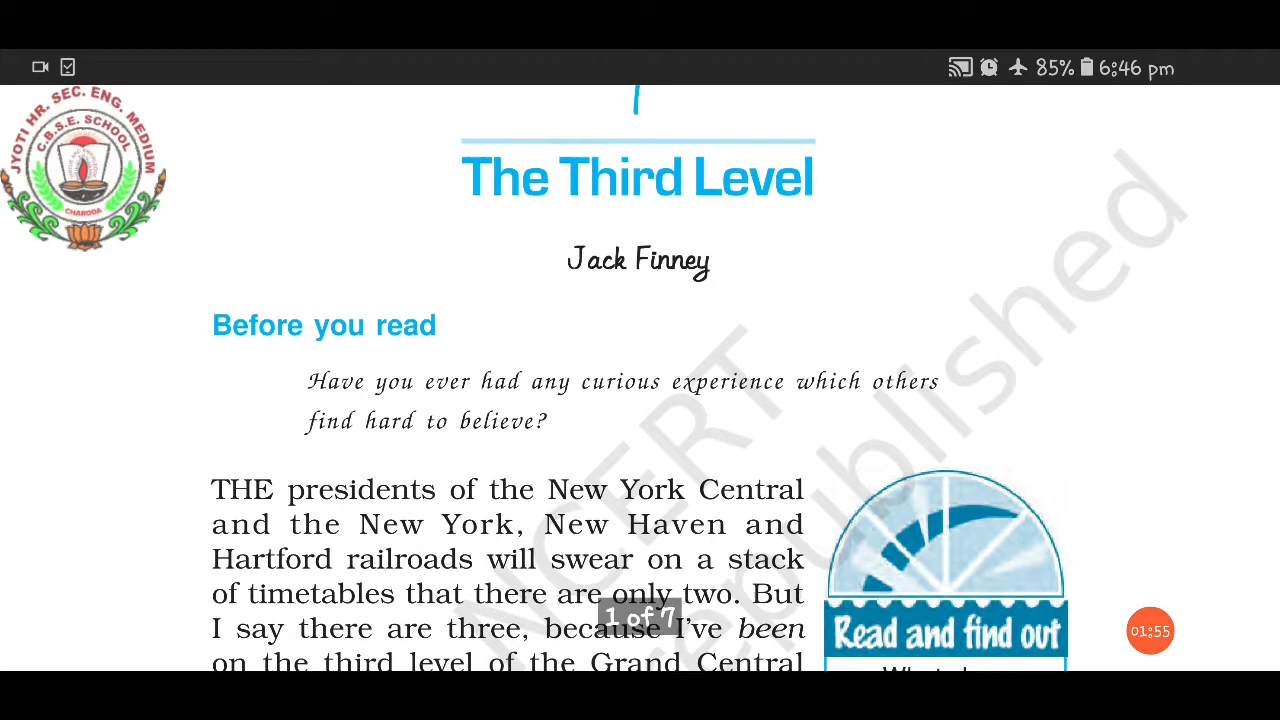 85% 6:46 pm
JYOTI HR. SEC. ENG. MEDIUM
C.B.S.E. SCHOOL
CHARODA
The Third Level
Jack Finney
Before you read
Have you ever had any curious experience which others
find hard to believe?
THE presidents of the New York Central
and the New York, New Haven and
Hartford railroads will swear on a stack
of timetables that there are only two. But
I say there are three, because I've been
on the third level of the Grand Central
1 of 7
Read and find out
01:55
NCERT
republished